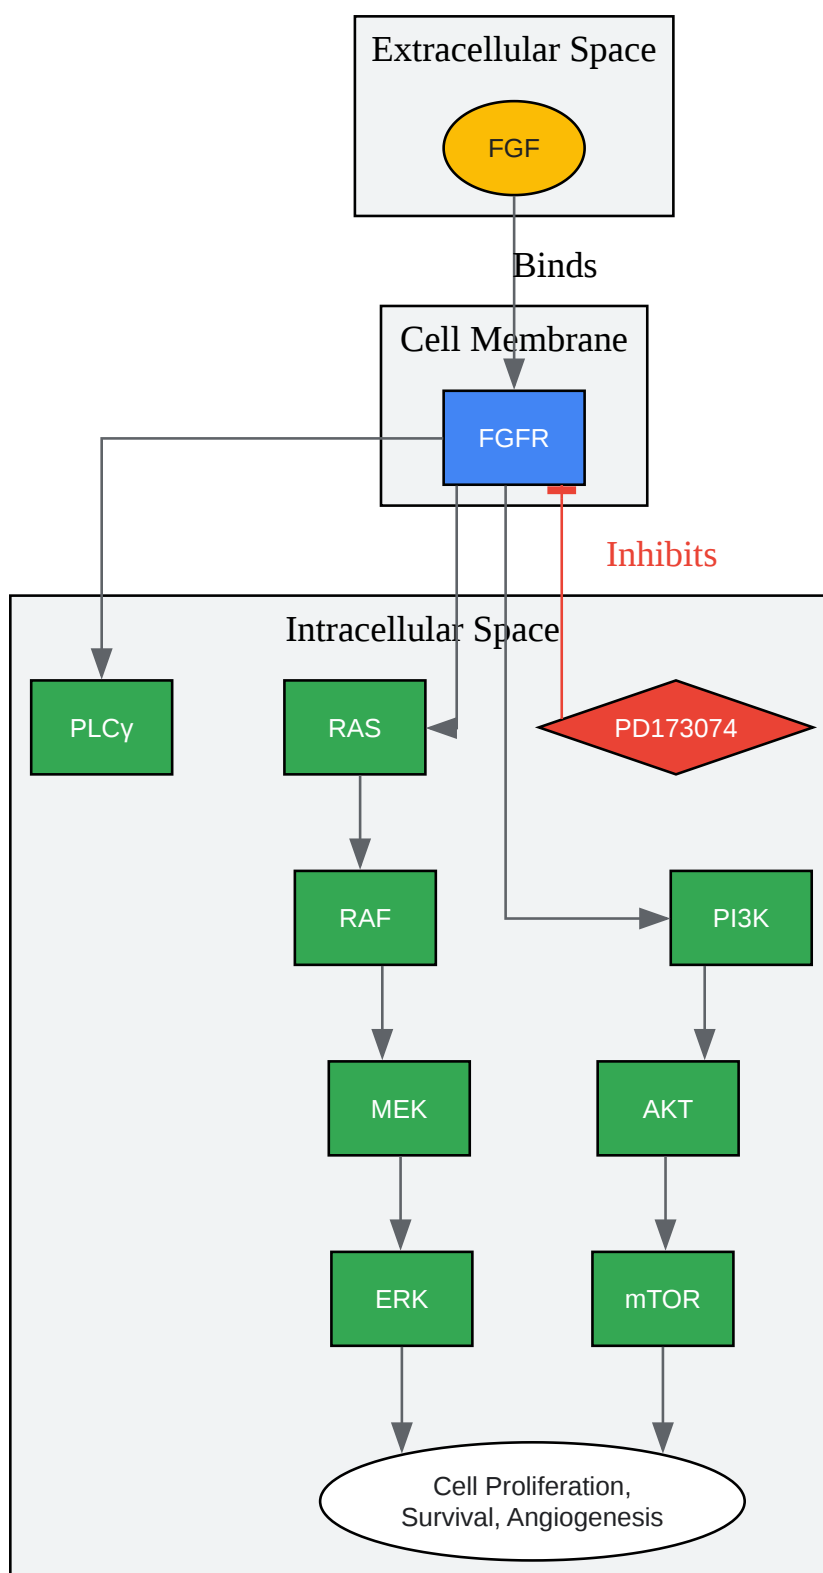 Extracellular Space
FGF
Binds
Cell Membrane
FGFR
Inhibits
Intracellular Space
PLCγ
RAS
PD173074
RAF
PI3K
MEK
AKT
ERK
mTOR
Cell Proliferation,
Survival, Angiogenesis